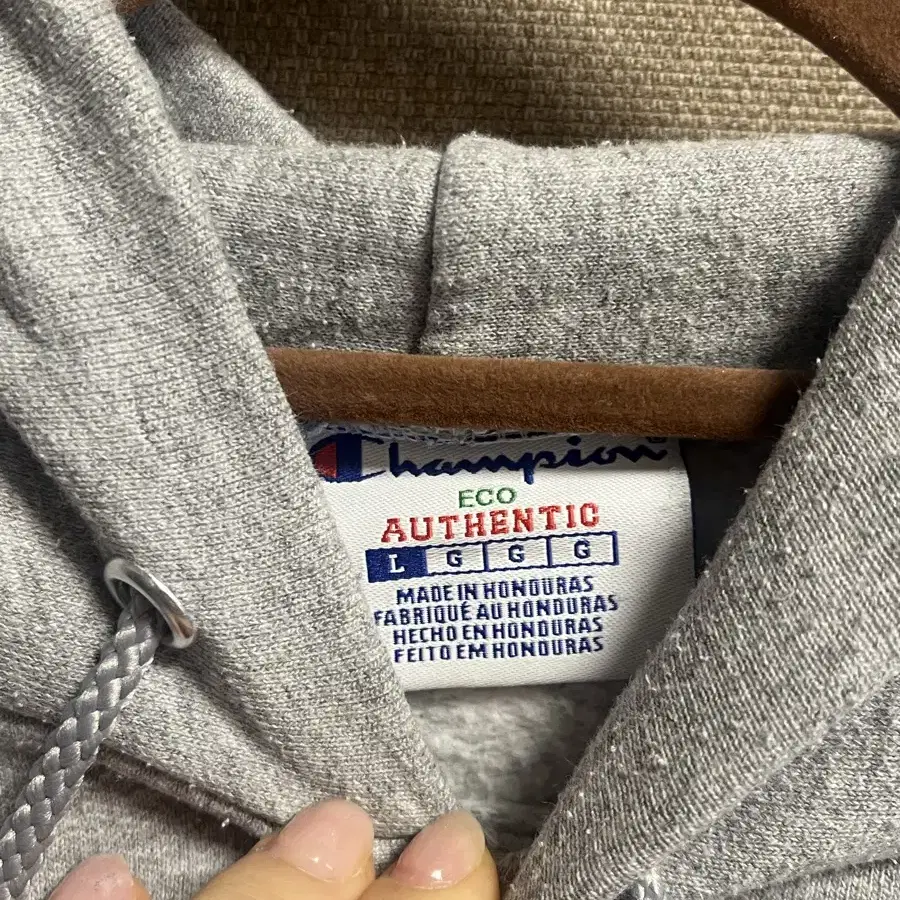 Champion
ECO
AUTHENTIC
L G G G
MADE IN HONDURAS
FABRIQUÉ AU HONDURAS
HECHO EN HONDURAS
FEITO EM HONDURAS